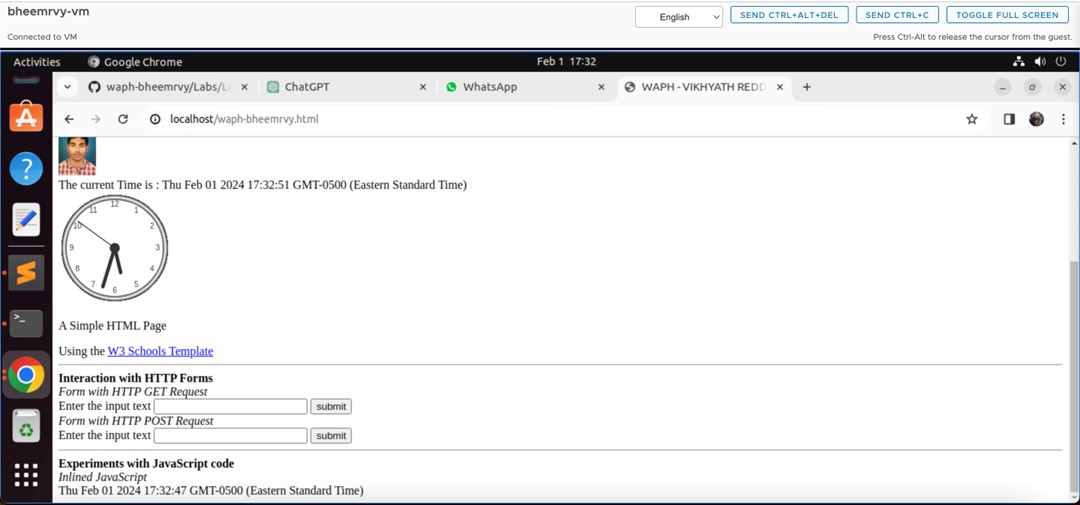 bheemrvy-vm
English
SEND CTRL+ALT+DEL
SEND CTRL+C
TOGGLE FULL SCREEN
Connected to VM
Press Ctrl-Alt to release the cursor from the guest.
Activities
Google Chrome
Feb 1 17:32
waph-bheemrvy/Labs/L
ChatGPT
WhatsApp
WAPH - VIKHYATH REDD
localhost/waph-bheemrvy.html
The current Time is : Thu Feb 01 2024 17:32:51 GMT-0500 (Eastern Standard Time)
12
11
1
10
2
9
3
8
4
7
5
6
A Simple HTML Page
Using the W3 Schools Template
Interaction with HTTP Forms
Form with HTTP GET Request
Enter the input text submit
Form with HTTP POST Request
Enter the input text submit
Experiments with JavaScript code
Inlined JavaScript
Thu Feb 01 2024 17:32:47 GMT-0500 (Eastern Standard Time)